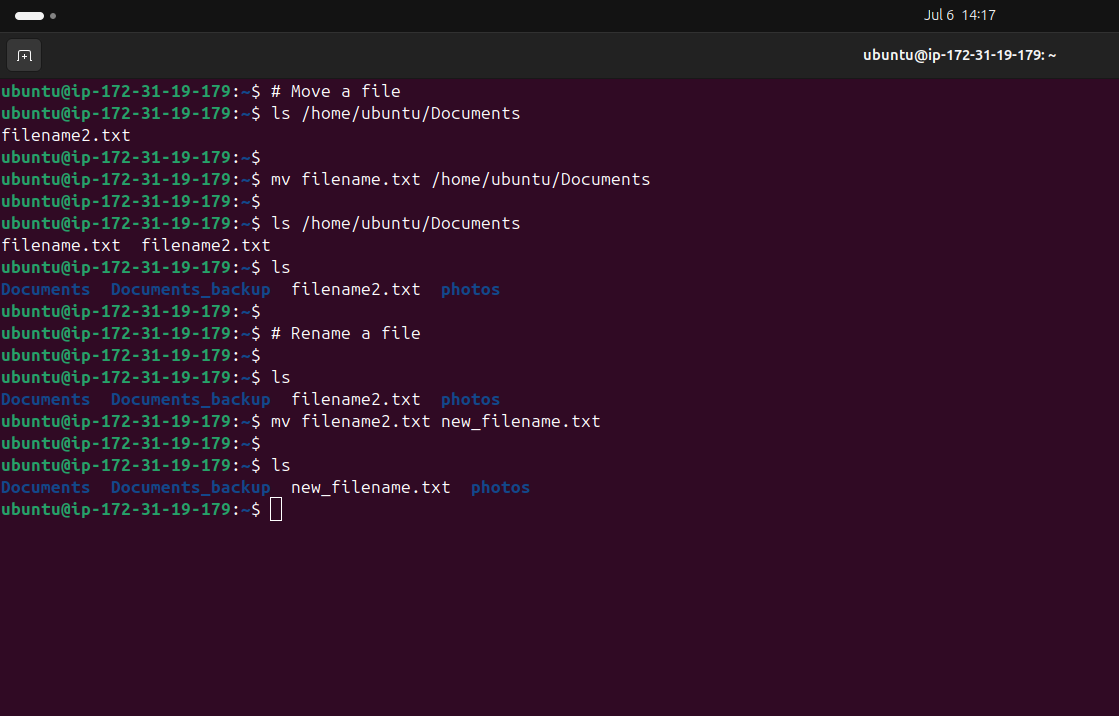 Jul 6 14:17
ubuntu@ip-172-31-19-179: ~
ubuntu@ip-172-31-19-179:~$ # Move a file
ubuntu@ip-172-31-19-179:~$ ls /home/ubuntu/Documents
filename2.txt
ubuntu@ip-172-31-19-179:~$
ubuntu@ip-172-31-19-179:~$ mv filename.txt /home/ubuntu/Documents
ubuntu@ip-172-31-19-179:~$
ubuntu@ip-172-31-19-179:~$ ls /home/ubuntu/Documents
filename.txt  filename2.txt
ubuntu@ip-172-31-19-179:~$ ls
Documents  Documents_backup  filename2.txt  photos
ubuntu@ip-172-31-19-179:~$
ubuntu@ip-172-31-19-179:~$ # Rename a file
ubuntu@ip-172-31-19-179:~$
ubuntu@ip-172-31-19-179:~$ ls
Documents  Documents_backup  filename2.txt  photos
ubuntu@ip-172-31-19-179:~$ mv filename2.txt new_filename.txt
ubuntu@ip-172-31-19-179:~$
ubuntu@ip-172-31-19-179:~$ ls
Documents  Documents_backup  new_filename.txt  photos
ubuntu@ip-172-31-19-179:~$